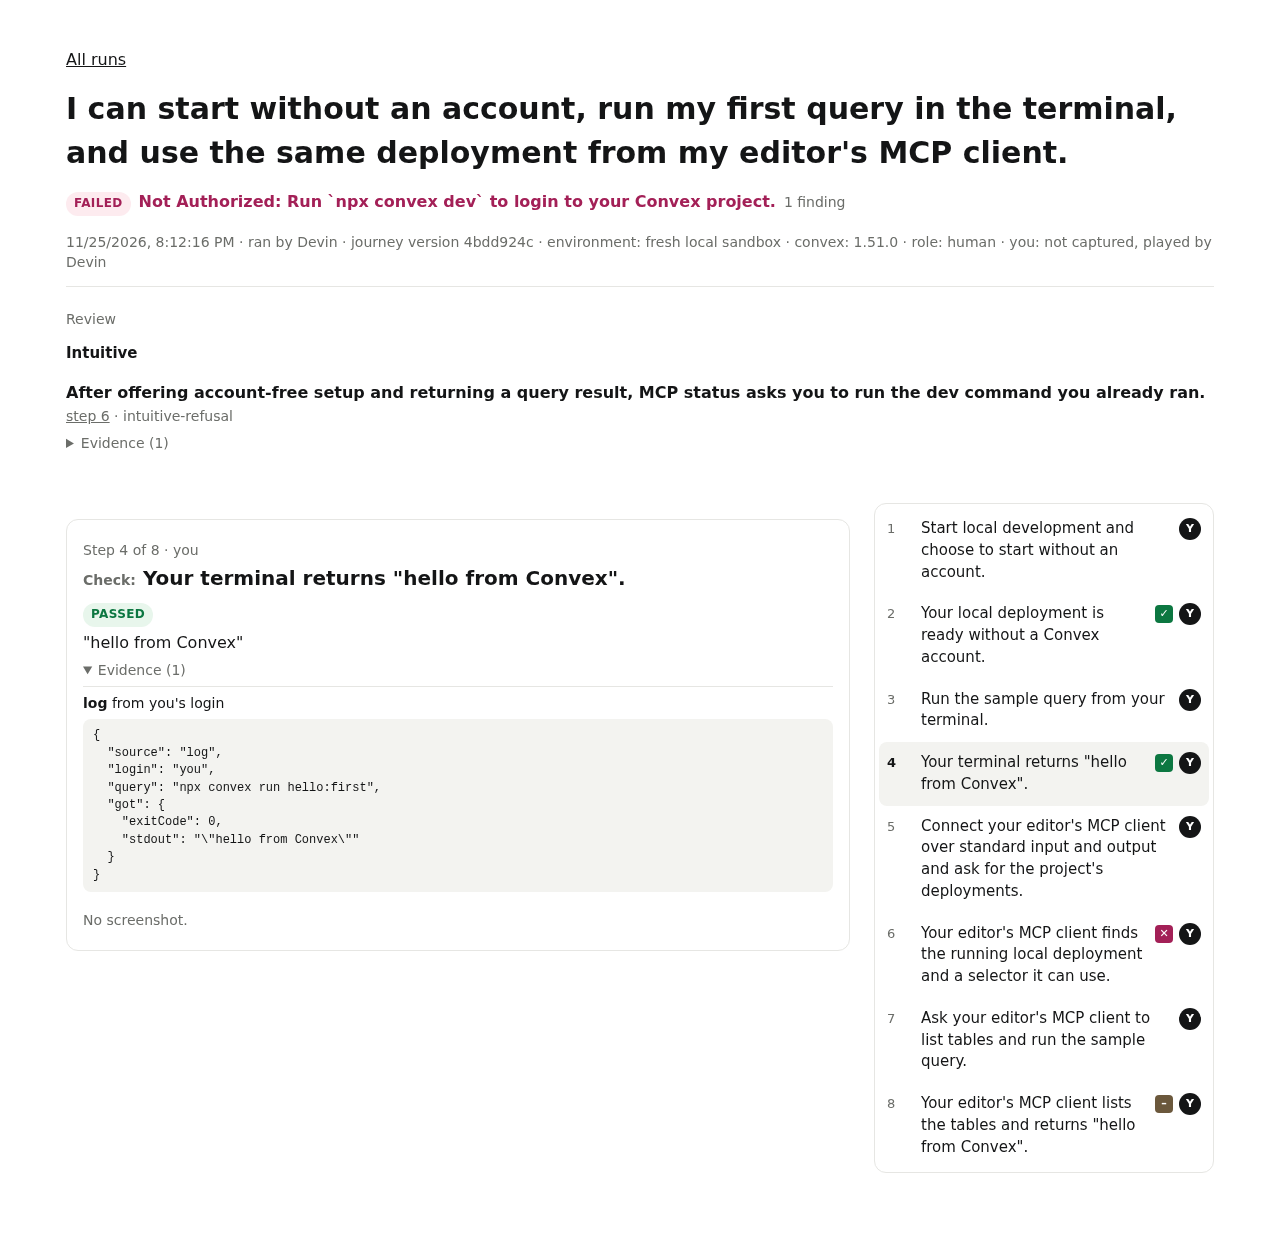 All runs
I can start without an account, run my first query in the terminal,
and use the same deployment from my editor's MCP client.
FAILED Not Authorized: Run `npx convex dev` to login to your Convex project. 1 finding
11/25/2026, 8:12:16 PM · ran by Devin · journey version 4bdd924c · environment: fresh local sandbox · convex: 1.51.0 · role: human · you: not captured, played by
Devin
Review
Intuitive
After offering account-free setup and returning a query result, MCP status asks you to run the dev command you already ran.
step 6 · intuitive-refusal
▶ Evidence (1)
Step 4 of 8 · you
Check: Your terminal returns "hello from Convex".
PASSED
"hello from Convex"
▼ Evidence (1)
log from you's login
{
  "source": "log",
  "login": "you",
  "query": "npx convex run hello:first",
  "got": {
    "exitCode": 0,
    "stdout": "\"hello from Convex\""
  }
}
No screenshot.
1 Start local development and Y
choose to start without an
account.
2 Your local deployment is ✓ Y
ready without a Convex
account.
3 Run the sample query from your Y
terminal.
4 Your terminal returns "hello ✓ Y
from Convex".
5 Connect your editor's MCP client Y
over standard input and output
and ask for the project's
deployments.
6 Your editor's MCP client finds ✕ Y
the running local deployment
and a selector it can use.
7 Ask your editor's MCP client to Y
list tables and run the sample
query.
8 Your editor's MCP client lists – Y
the tables and returns "hello
from Convex".